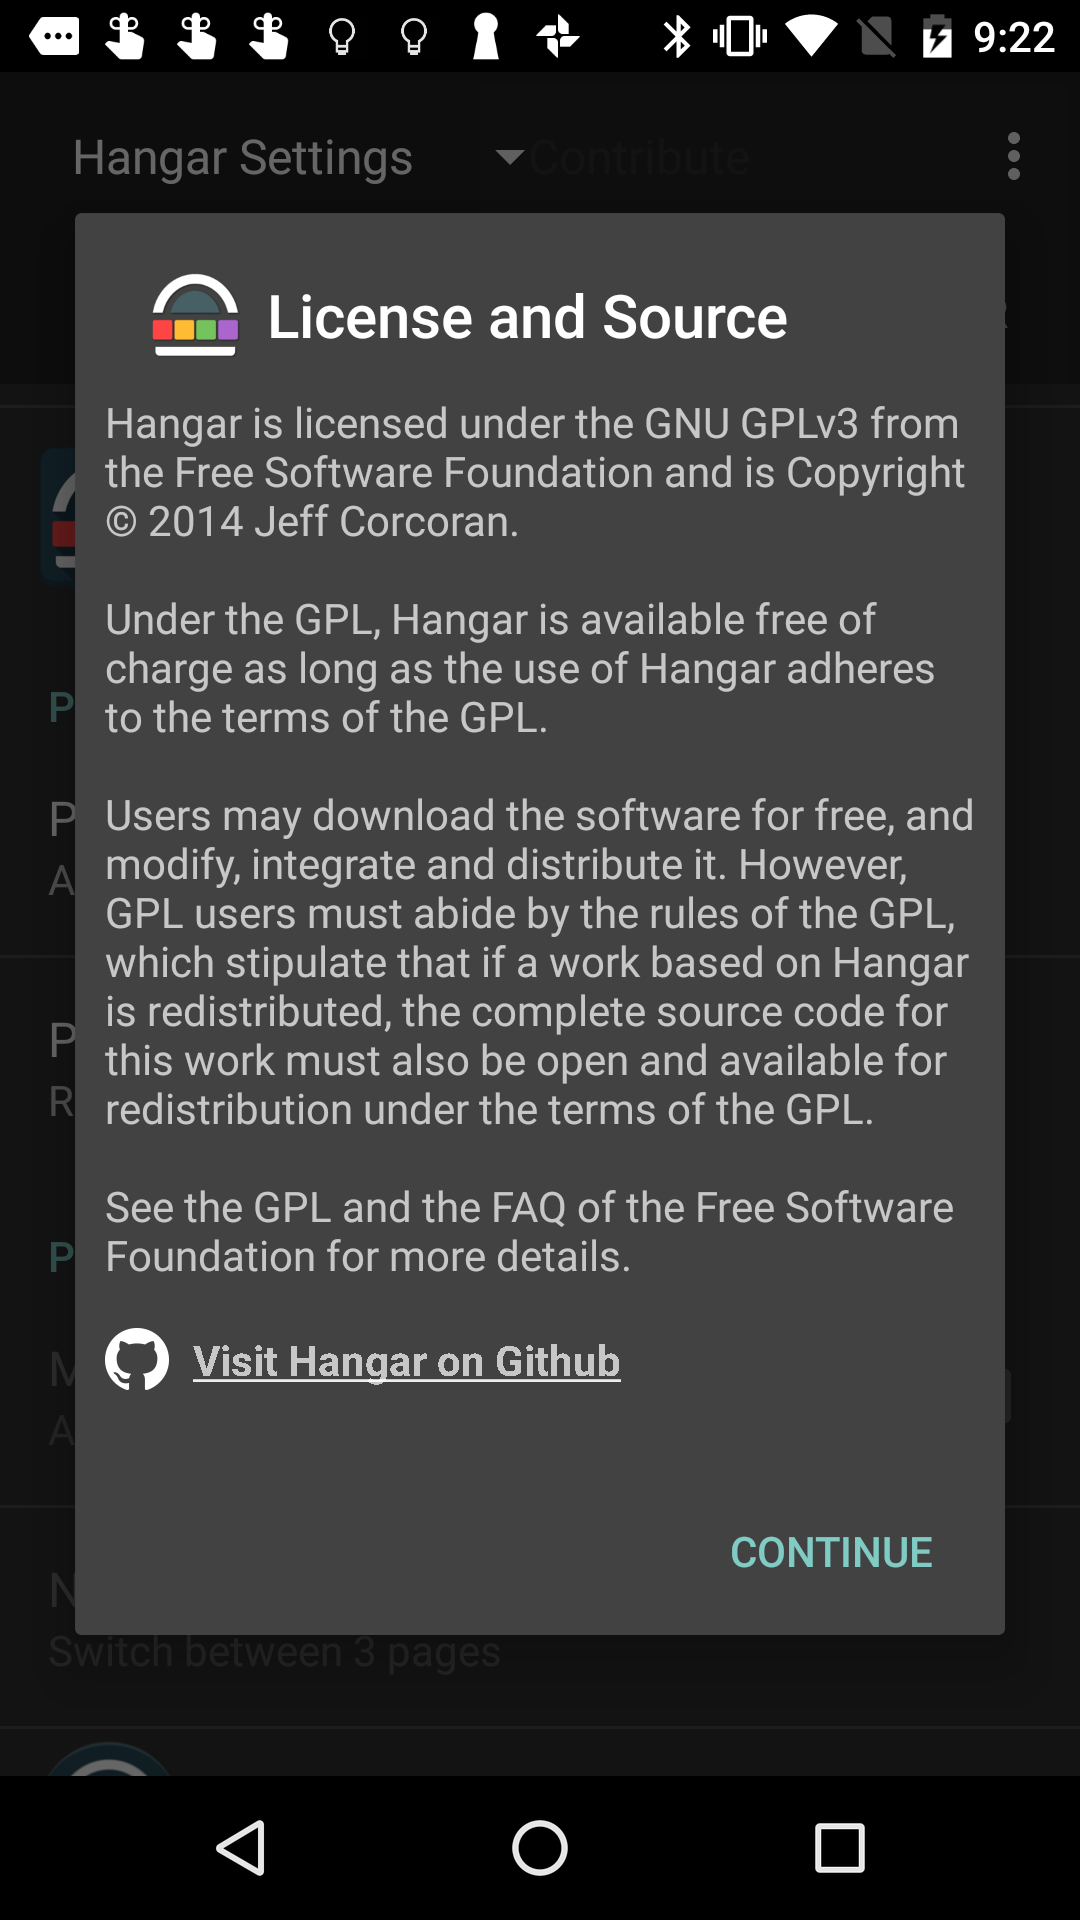 9:22
Hangar Settings
Contribute
License and Source
Hangar is licensed under the GNU GPLv3 from
the Free Software Foundation and is Copyright
© 2014 Jeff Corcoran.
Under the GPL, Hangar is available free of
charge as long as the use of Hangar adheres
to the terms of the GPL.
Users may download the software for free, and
modify, integrate and distribute it. However,
GPL users must abide by the rules of the GPL,
which stipulate that if a work based on Hangar
is redistributed, the complete source code for
this work must also be open and available for
redistribution under the terms of the GPL.
See the GPL and the FAQ of the Free Software
Foundation for more details.
Visit Hangar on Github
CONTINUE
Switch between 3 pages